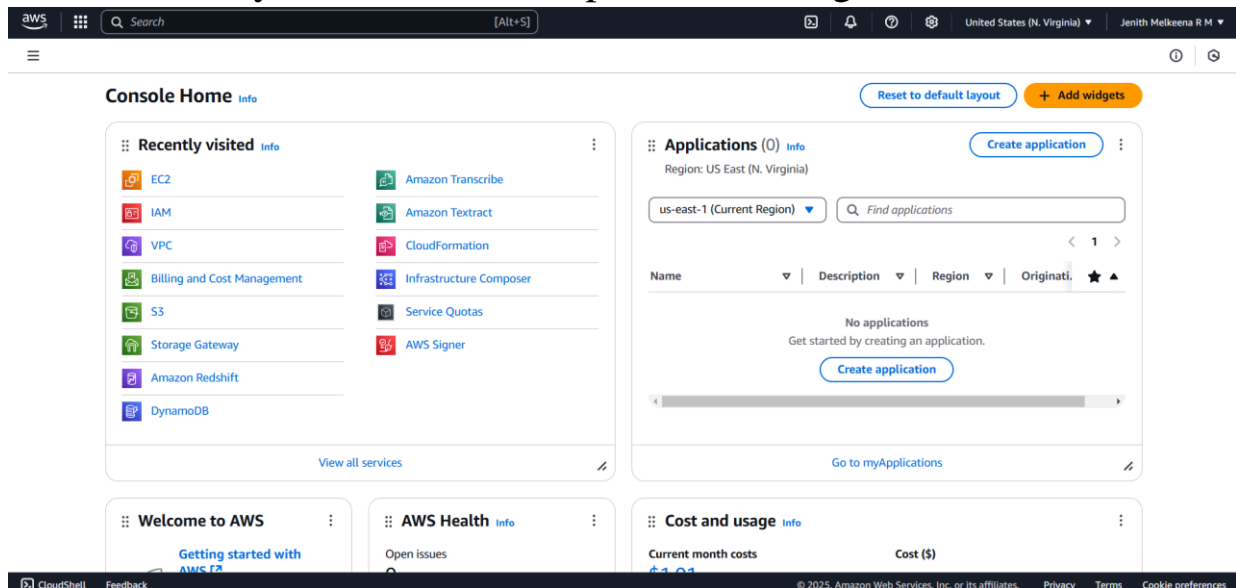 aws
Search [Alt+S]
United States (N. Virginia) ▼
Jenith Melkeena R M ▼
Console Home Info
Reset to default layout
+ Add widgets
Recently visited Info
EC2
IAM
VPC
Billing and Cost Management
S3
Storage Gateway
Amazon Redshift
DynamoDB
Amazon Transcribe
Amazon Textract
CloudFormation
Infrastructure Composer
Service Quotas
AWS Signer
View all services
Applications (0) Info
Create application
Region: US East (N. Virginia)
us-east-1 (Current Region) ▼
Find applications
< 1 >
Name
Description
Region
Originati.
No applications
Get started by creating an application.
Create application
Go to myApplications
Welcome to AWS
Getting started with
AWS
AWS Health Info
Open issues
Cost and usage Info
Current month costs
Cost ($)
CloudShell
Feedback
© 2025, Amazon Web Services, Inc. or its affiliates.
Privacy
Terms
Cookie preferences